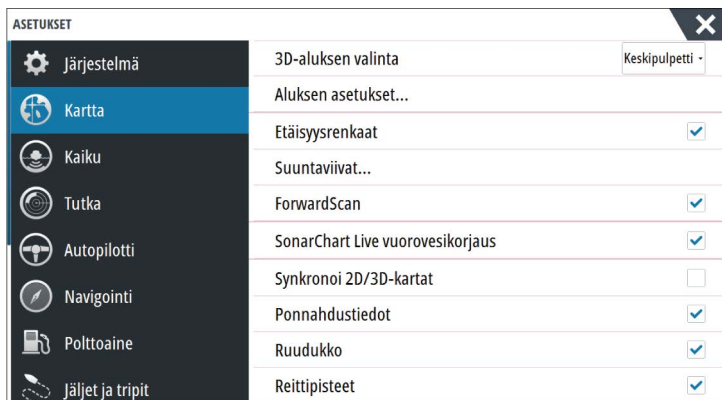 ASETUKSET
Järjestelmä
Kartta
Kaiku
Tutka
Autopilotti
Navigointi
Polttoaine
Jäljet ja tripit
3D-aluksen valinta Keskipulpetti
Aluksen asetukset...
Etäisyysrenkaat
Suuntaviivat...
ForwardScan
SonarChart Live vuorovesikorjaus
Synkronoi 2D/3D-kartat
Ponnahdustiedot
Ruudukko
Reittipisteet